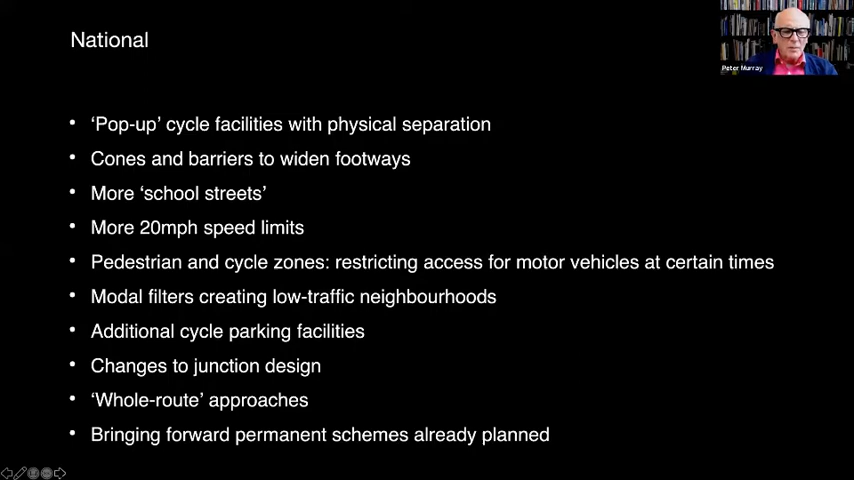 National
Peter Murray
• 'Pop-up' cycle facilities with physical separation
• Cones and barriers to widen footways
• More 'school streets'
• More 20mph speed limits
• Pedestrian and cycle zones: restricting access for motor vehicles at certain times
• Modal filters creating low-traffic neighbourhoods
• Additional cycle parking facilities
• Changes to junction design
• 'Whole-route' approaches
• Bringing forward permanent schemes already planned